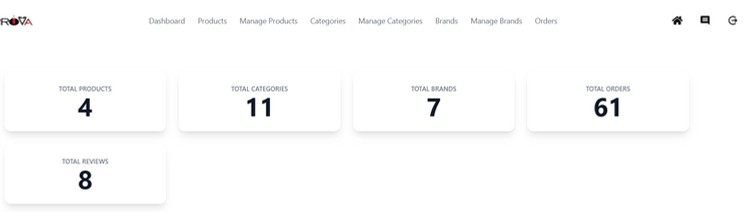 ROVA
Dashboard Products Manage Products Categories Manage Categories Brands Manage Brands Orders
TOTAL PRODUCTS
4
TOTAL CATEGORIES
11
TOTAL BRANDS
7
TOTAL ORDERS
61
TOTAL REVIEWS
8